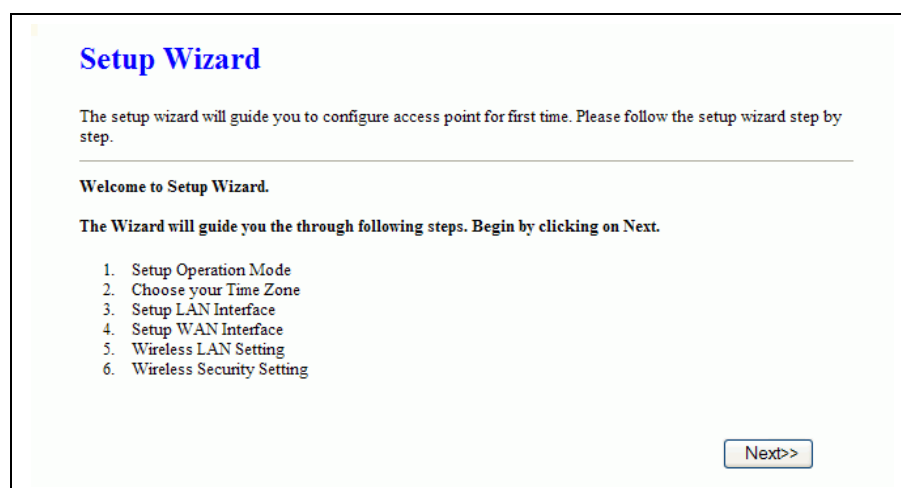 Setup Wizard
The setup wizard will guide you to configure access point for first time. Please follow the setup wizard step by
step.
Welcome to Setup Wizard.
The Wizard will guide you the through following steps. Begin by clicking on Next.
1. Setup Operation Mode
2. Choose your Time Zone
3. Setup LAN Interface
4. Setup WAN Interface
5. Wireless LAN Setting
6. Wireless Security Setting
Next>>